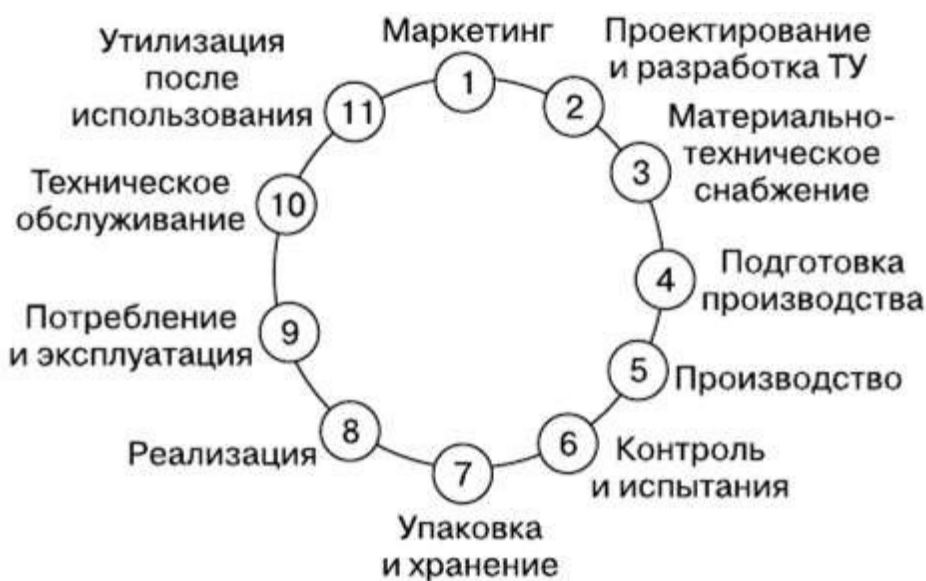 Маркетинг
1
Проектирование
и разработка ТУ
2
Материально-
техническое
снабжение
3
Подготовка
производства
4
Производство
5
Контроль
и испытания
6
Упаковка
и хранение
7
Реализация
8
Потребление
и эксплуатация
9
Техническое
обслуживание
10
Утилизация
после
использования
11